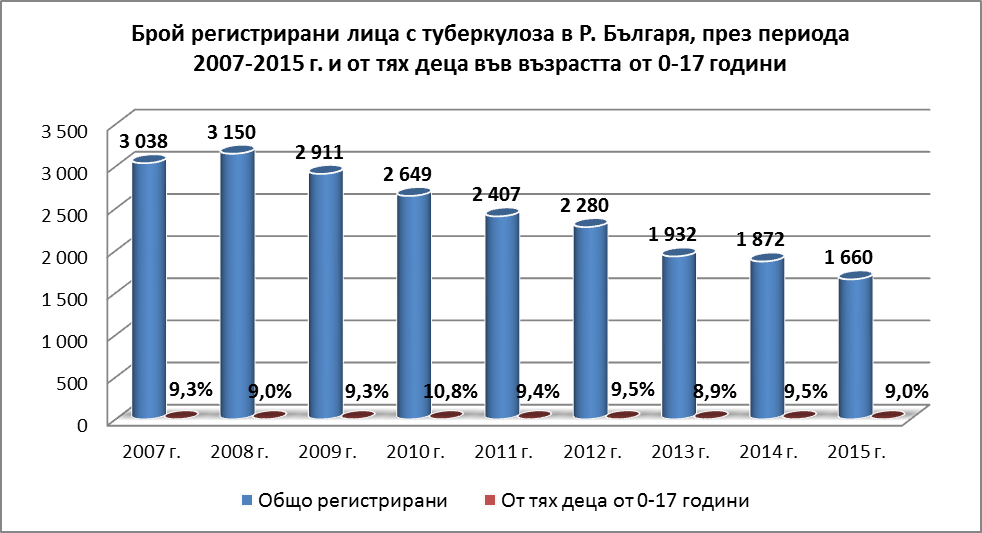 Брой регистрирани лица с туберкулоза в Р. Българя, през периода
2007-2015 г. и от тях деца във възрастта от 0-17 години
3 500
3 000
2 500
2 000
1 500
1 000
500
0
3 038
3 150
2 911
2 649
2 407
2 280
1 932
1 872
1 660
9,3%
9,0%
9,3%
10,8%
9,4%
9,5%
8,9%
9,5%
9,0%
2007 г.
2008 г.
2009 г.
2010 г.
2011 г.
2012 г.
2013 г.
2014 г.
2015 г.
Общо регистрирани
От тях деца от 0-17 години